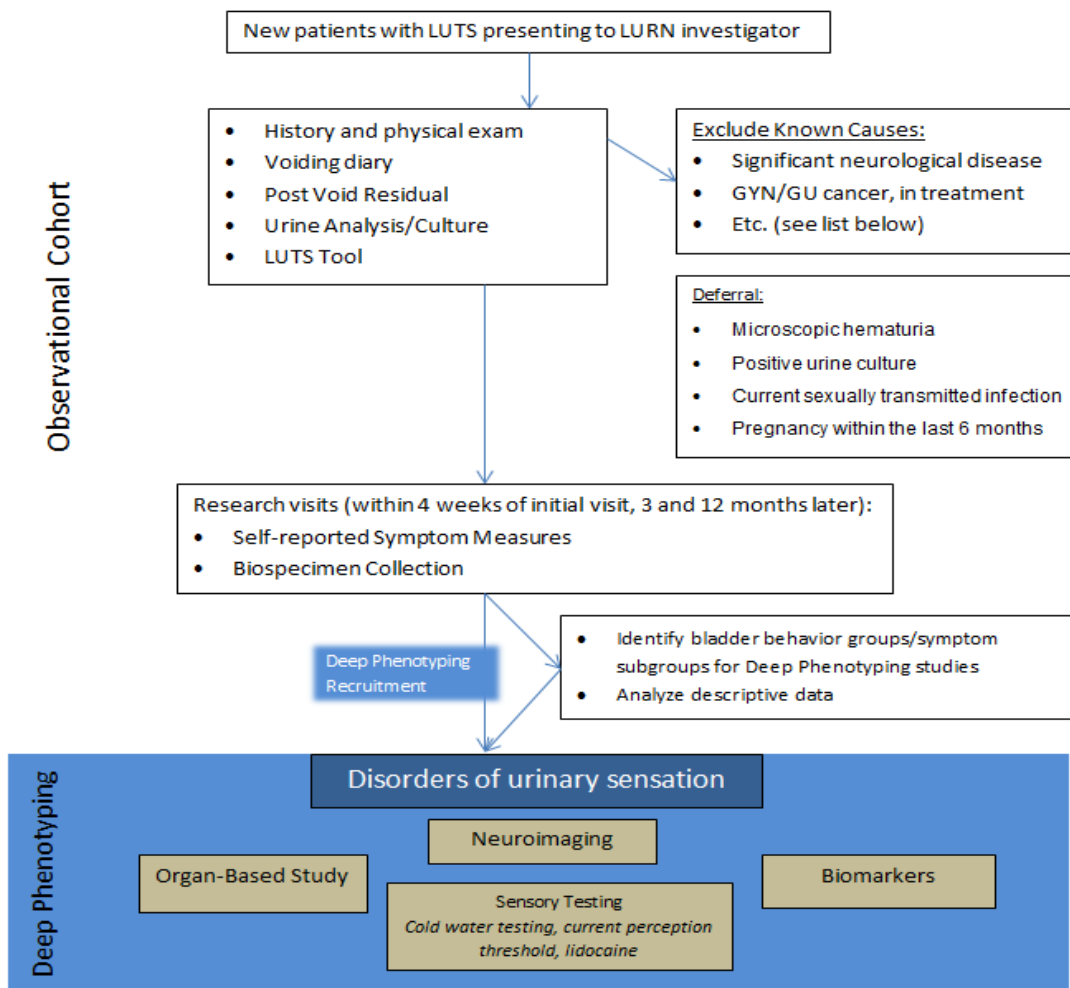 New patients with LUTS presenting to LURN investigator
• History and physical exam
• Voiding diary
• Post Void Residual
• Urine Analysis/Culture
• LUTS Tool
Exclude Known Causes:
• Significant neurological disease
• GYN/GU cancer, in treatment
• Etc. (see list below)
Deferral:
• Microscopic hematuria
• Positive urine culture
• Current sexually transmitted infection
• Pregnancy within the last 6 months
Observational Cohort
Research visits (within 4 weeks of initial visit, 3 and 12 months later):
• Self-reported Symptom Measures
• Biospecimen Collection
Deep Phenotyping
Recruitment
• Identify bladder behavior groups/symptom
subgroups for Deep Phenotyping studies
• Analyze descriptive data
Deep Phenotyping
Disorders of urinary sensation
Neuroimaging
Organ-Based Study
Biomarkers
Sensory Testing
Cold water testing, current perception
threshold, lidocaine